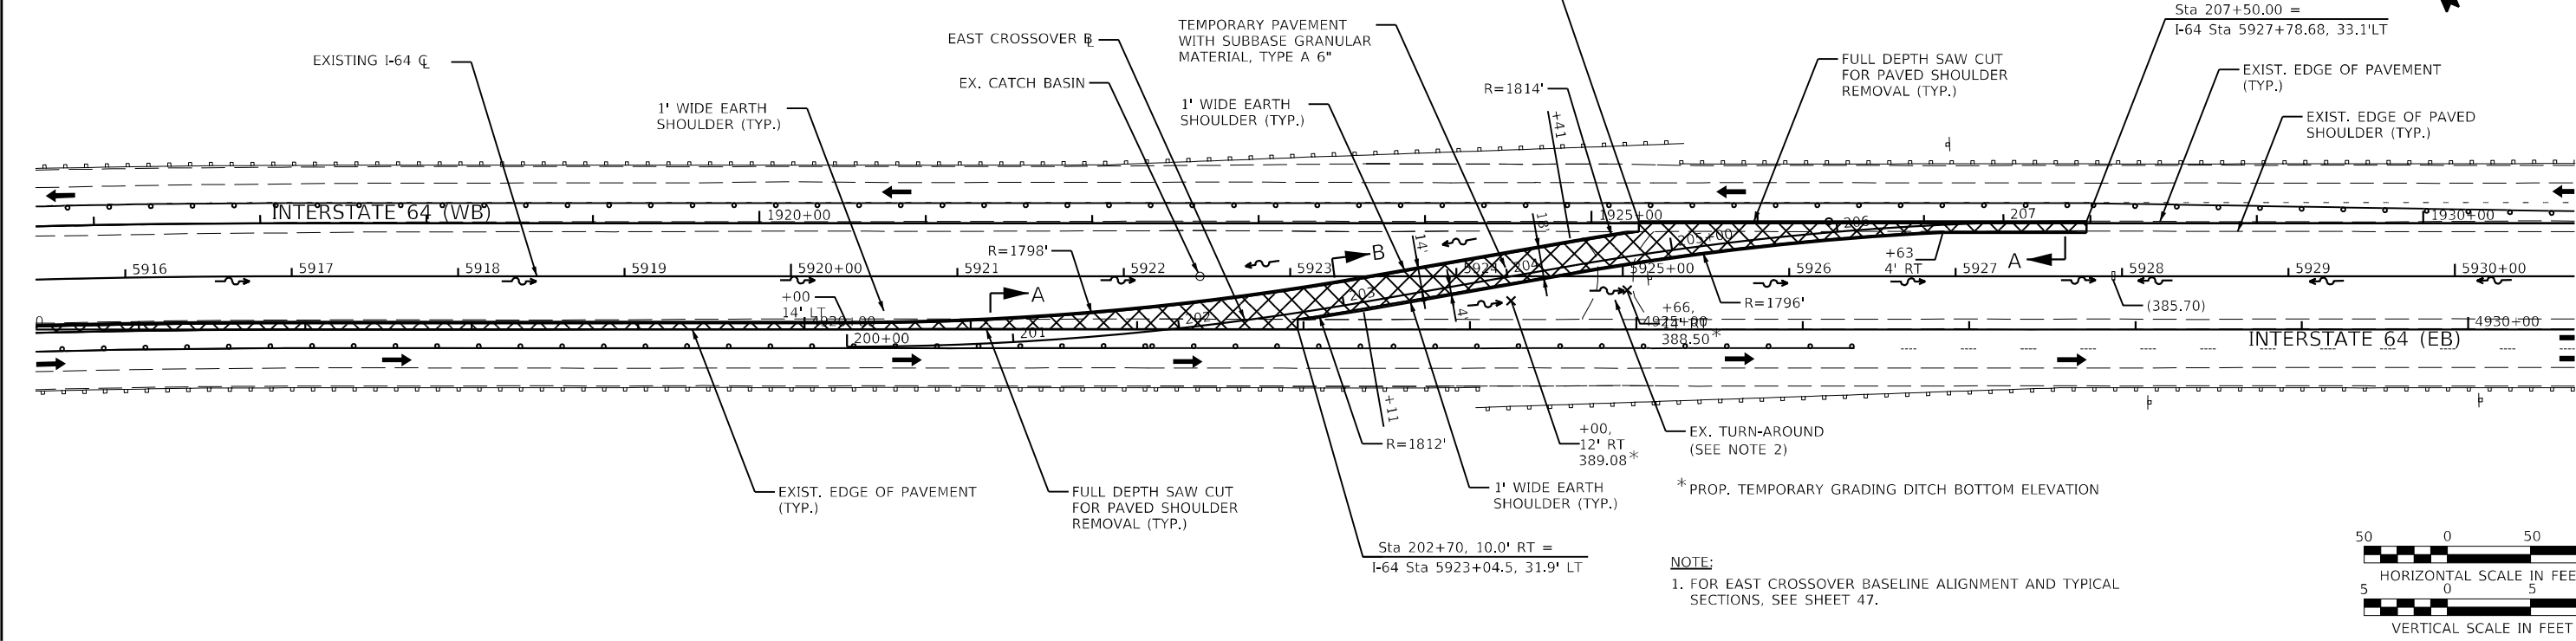 Sta 207+50.00 =
I-64 Sta 5927+78.68, 33.1'LT
TEMPORARY PAVEMENT
WITH SUBBASE GRANULAR
MATERIAL, TYPE A 6"
EAST CROSSOVER ℄
EXISTING I-64 ℄
EX. CATCH BASIN
1' WIDE EARTH
SHOULDER (TYP.)
1' WIDE EARTH
SHOULDER (TYP.)
R=1814'
+41
FULL DEPTH SAW CUT
FOR PAVED SHOULDER
REMOVAL (TYP.)
EXIST. EDGE OF PAVEMENT
(TYP.)
EXIST. EDGE OF PAVED
SHOULDER (TYP.)
INTERSTATE 64 (WB)
1920+00
1925+00
1930+00
207
206
205+00
204
203
202
201
200+00
18'
14'
4'
B
A
A
R=1798'
5916
5917
5918
5919
5920+00
5921
5922
5923
5924
5925+00
5926
5927
5928
5929
5930+00
+63
4' RT
+00
14' LT
4920+00
R=1796'
(385.70)
+66,
14' RT
388.50*
4925+00
4930+00
INTERSTATE 64 (EB)
0
+11
R=1812'
+00,
12' RT
389.08*
EX. TURN-AROUND
(SEE NOTE 2)
EXIST. EDGE OF PAVEMENT
(TYP.)
FULL DEPTH SAW CUT
FOR PAVED SHOULDER
REMOVAL (TYP.)
1' WIDE EARTH
SHOULDER (TYP.)
*PROP. TEMPORARY GRADING DITCH BOTTOM ELEVATION
Sta 202+70, 10.0' RT =
I-64 Sta 5923+04.5, 31.9' LT
NOTE:
1. FOR EAST CROSSOVER BASELINE ALIGNMENT AND TYPICAL
SECTIONS, SEE SHEET 47.
50 0 50
HORIZONTAL SCALE IN FEE
5 0 5
VERTICAL SCALE IN FEET